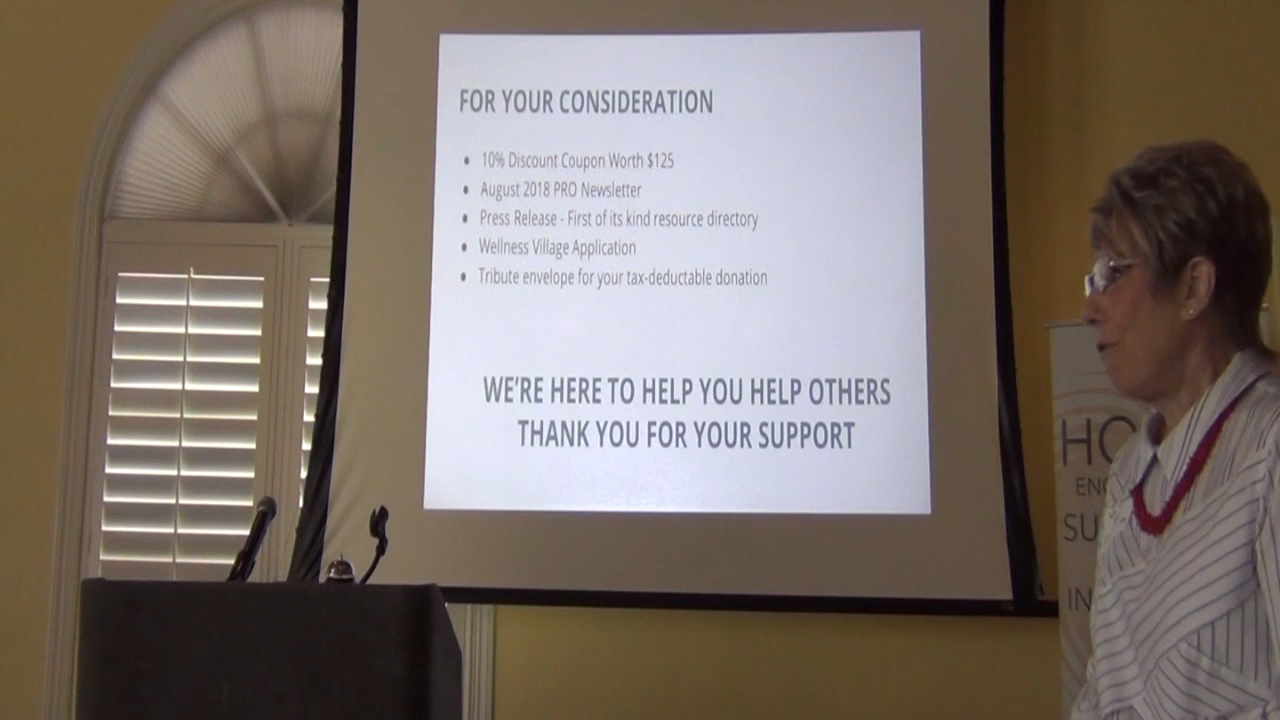 FOR YOUR CONSIDERATION
• 10% Discount Coupon Worth $125
• August 2018 PRO Newsletter
• Press Release - First of its kind resource directory
• Wellness Village Application
• Tribute envelope for your tax-deductable donation
WE'RE HERE TO HELP YOU HELP OTHERS
THANK YOU FOR YOUR SUPPORT